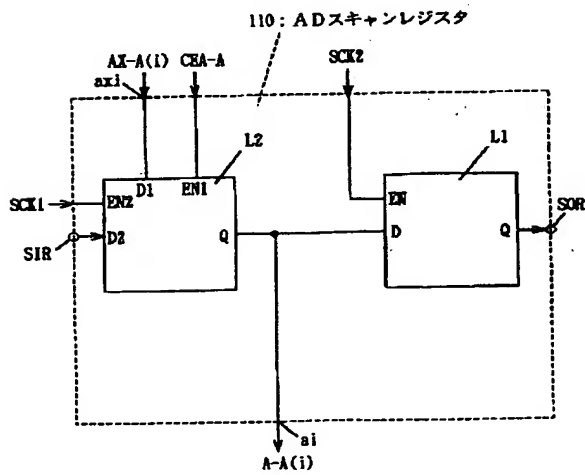 110:ADスキャンレジスタ
AX-A(i)
CEA-A
axi
SCK2
L2
L1
D1
EN1
SCK1
EN2
EN
SIR
D2
Q
D
Q
SOR
ai
A-A(i)